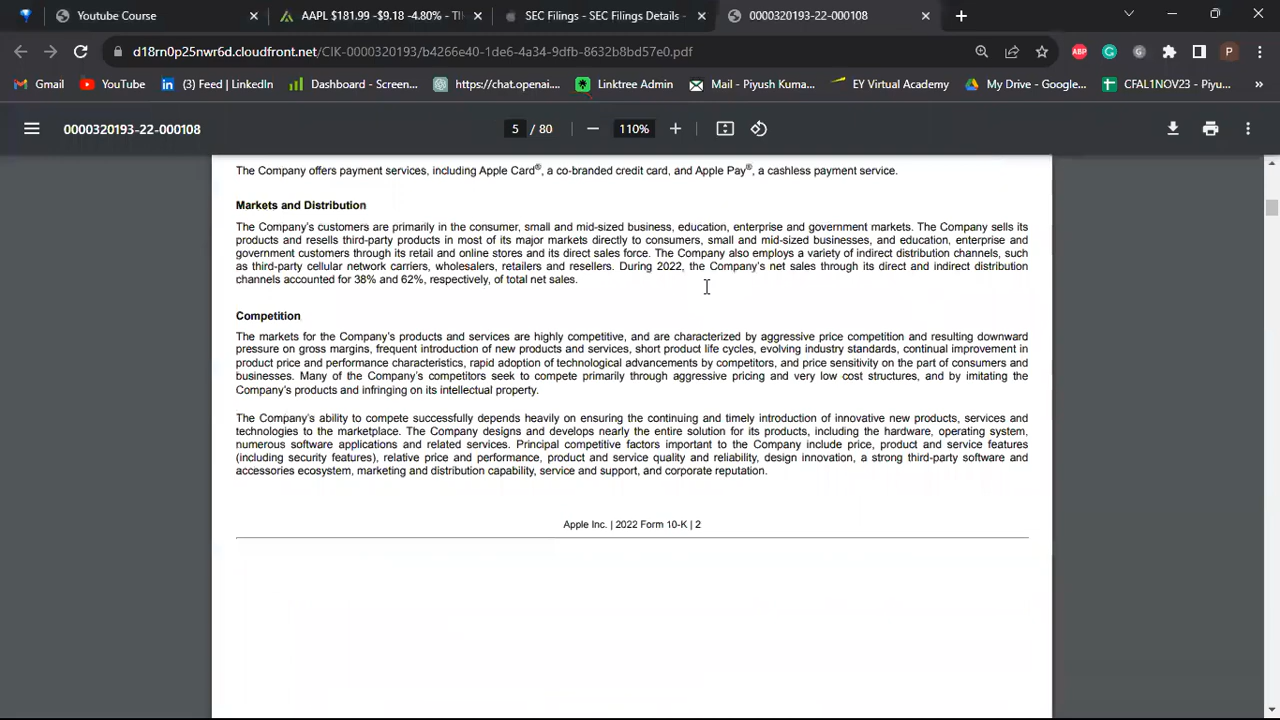 Youtube Course
AAPL $181.99 -$9.18 -4.80% - Ti
SEC Filings - SEC Filings Details -
0000320193-22-000108
d18rn0p25nwr6d.cloudfront.net/CIK-0000320193/b4266e40-1de6-4a34-9dfb-8632b8bd57e0.pdf
ABP
G
G
P
Gmail
YouTube
(3) Feed | LinkedIn
Dashboard - Screen...
https://chat.openai....
Linktree Admin
Mail - Piyush Kuma...
EY Virtual Academy
My Drive - Google...
CFAL1NOV23 - Piyu...
»
0000320193-22-000108
5 / 80
110%
The Company offers payment services, including Apple Card®, a co-branded credit card, and Apple Pay®, a cashless payment service.
Markets and Distribution
The Company's customers are primarily in the consumer, small and mid-sized business, education, enterprise and government markets. The Company sells its
products and resells third-party products in most of its major markets directly to consumers, small and mid-sized businesses, and education, enterprise and
government customers through its retail and online stores and its direct sales force. The Company also employs a variety of indirect distribution channels, such
as third-party cellular network carriers, wholesalers, retailers and resellers. During 2022, the Company's net sales through its direct and indirect distribution
channels accounted for 38% and 62%, respectively, of total net sales.
Competition
The markets for the Company's products and services are highly competitive, and are characterized by aggressive price competition and resulting downward
pressure on gross margins, frequent introduction of new products and services, short product life cycles, evolving industry standards, continual improvement in
product price and performance characteristics, rapid adoption of technological advancements by competitors, and price sensitivity on the part of consumers and
businesses. Many of the Company's competitors seek to compete primarily through aggressive pricing and very low cost structures, and by imitating the
Company's products and infringing on its intellectual property.
The Company's ability to compete successfully depends heavily on ensuring the continuing and timely introduction of innovative new products, services and
technologies to the marketplace. The Company designs and develops nearly the entire solution for its products, including the hardware, operating system,
numerous software applications and related services. Principal competitive factors important to the Company include price, product and service features
(including security features), relative price and performance, product and service quality and reliability, design innovation, a strong third-party software and
accessories ecosystem, marketing and distribution capability, service and support, and corporate reputation.
Apple Inc. | 2022 Form 10-K | 2